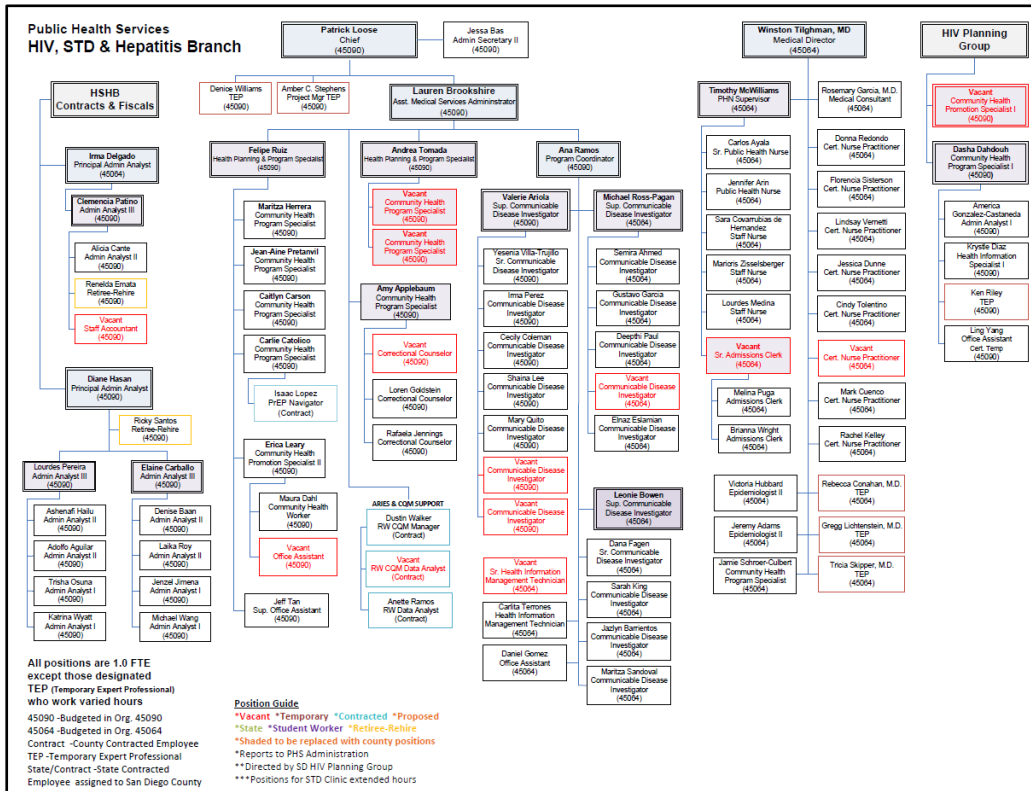 Public Health Services
HIV, STD & Hepatitis Branch
Patrick Loose
Chief
(45090)
Jessa Bas
Admin Secretary II
(45090)
Winston Tilghman, MD
Medical Director
(45064)
HIV Planning
Group
HSHB
Contracts & Fiscals
Denice Williams
TEP
(45090)
Amber C. Stephens
Project Mgr TEP
(45090)
Lauren Brookshire
Asst. Medical Services Administrator
(45090)
Irma Delgado
Principal Admin Analyst
(45064)
Clemencia Patino
Admin Analyst III
(45090)
Alicia Cante
Admin Analyst II
(45090)
Renelda Emata
Retiree-Rehire
(45090)
Vacant
Staff Accountant
(45090)
Diane Hasan
Principal Admin Analyst
(45064)
Ricky Santos
Retiree-Rehire
(45090)
Lourdes Pereira
Admin Analyst III
(45090)
Ashenafi Hailu
Admin Analyst II
(45090)
Adolfo Aguilar
Admin Analyst II
(45090)
Trisha Osuna
Admin Analyst I
(45090)
Katrina Wyatt
Admin Analyst I
(45090)
Elaine Carballo
Admin Analyst III
(45090)
Denise Baan
Admin Analyst II
(45090)
Laika Roy
Admin Analyst II
(45090)
Jenzel Jimena
Admin Analyst I
(45090)
Michael Wang
Admin Analyst I
(45090)
Felipe Ruiz
Health Planning & Program Specialist
(45090)
Maritza Herrera
Community Health
Program Specialist
(45090)
Jean-Aine Pretanvil
Community Health
Program Specialist
(45090)
Caitlyn Carson
Community Health
Program Specialist
(45090)
Carlie Catolico
Community Health
Program Specialist
(45090)
Isaac Lopez
PrEP Navigator
(Contract)
Erica Leary
Community Health
Promotion Specialist II
(45090)
Maura Dahl
Community Health
Worker
(45090)
Vacant
Office Assistant
(45090)
Jeff Tan
Sup. Office Assistant
(45090)
Andrea Tomada
Health Planning & Program Specialist
(45090)
Vacant
Community Health
Program Specialist
(45090)
Vacant
Community Health
Program Specialist
(45090)
Amy Applebaum
Community Health
Program Specialist
(45090)
Vacant
Correctional Counselor
(45090)
Loren Goldstein
Correctional Counselor
(45090)
Rafaela Jennings
Correctional Counselor
(45090)
ARIES & CQM SUPPORT
Dustin Walker
RW CQM Manager
(Contract)
Vacant
RW CQM Data Analyst
(Contract)
Anette Ramos
RW Data Analyst
(Contract)
Ana Ramos
Program Coordinator
(45090)
Valerie Ariola
Sup. Communicable
Disease Investigator
(45090)
Yesenia Villa-Trujillo
Sr. Communicable
Disease Investigator
(45090)
Irma Perez
Communicable Disease
Investigator
(45090)
Cecily Coleman
Communicable Disease
Investigator
(45090)
Shaina Lee
Communicable Disease
Investigator
(45090)
Mary Quito
Communicable Disease
Investigator
(45090)
Vacant
Communicable Disease
Investigator
(45090)
Vacant
Communicable Disease
Investigator
(45090)
Vacant
Sr. Health Information
Management Technician
(45064)
Carlita Terrones
Health Information
Management Technician
(45064)
Daniel Gomez
Office Assistant
(45064)
Michael Ross-Pagan
Sup. Communicable
Disease Investigator
(45064)
Semira Ahmed
Communicable Disease
Investigator
(45064)
Gustavo Garcia
Communicable Disease
Investigator
(45064)
Deepthi Paul
Communicable Disease
Investigator
(45064)
Vacant
Communicable Disease
Investigator
(45064)
Elnaz Eslamian
Communicable Disease
Investigator
(45064)
Leonie Bowen
Sup. Communicable
Disease Investigator
(45064)
Dana Fagen
Sr. Communicable
Disease Investigator
(45064)
Sarah King
Communicable Disease
Investigator
(45064)
Jazlyn Barrientos
Communicable Disease
Investigator
(45064)
Maritza Sandoval
Communicable Disease
Investigator
(45064)
Timothy McWilliams
PHN Supervisor
(45064)
Carlos Ayala
Sr. Public Health Nurse
(45064)
Jennifer Arin
Public Health Nurse
(45064)
Sara Covarrubias de
Hernandez
Staff Nurse
(45064)
Maricris Zisselsberger
Staff Nurse
(45064)
Lourdes Medina
Staff Nurse
(45064)
Vacant
Sr. Admissions Clerk
(45064)
Melina Puga
Admissions Clerk
(45064)
Brianna Wright
Admissions Clerk
(45064)
Victoria Hubbard
Epidemiologist II
(45064)
Jeremy Adams
Epidemiologist II
(45064)
Jamie Schroer-Culbert
Community Health
Program Specialist
(45064)
Rosemary Garcia, M.D.
Medical Consultant
(45064)
Donna Redondo
Cert. Nurse Practitioner
(45064)
Florencia Sisterson
Cert. Nurse Practitioner
(45064)
Lindsay Vernetti
Cert. Nurse Practitioner
(45064)
Jessica Dunne
Cert. Nurse Practitioner
(45064)
Cindy Tolentino
Cert. Nurse Practitioner
(45064)
Vacant
Cert. Nurse Practitioner
(45064)
Mark Cuenco
Cert. Nurse Practitioner
(45064)
Rachel Kelley
Cert. Nurse Practitioner
(45064)
Rebecca Conahan, M.D.
TEP
(45064)
Gregg Lichtenstein, M.D.
TEP
(45064)
Tricia Skipper, M.D.
TEP
(45064)
Vacant
Community Health
Promotion Specialist I
(45090)
Dasha Dahdouh
Community Health
Program Specialist I
(45090)
America
Gonzalez-Castaneda
Admin Analyst I
(45090)
Krystle Diaz
Health Information
Specialist I
(45090)
Ken Riley
TEP
(45090)
Ling Yang
Office Assistant
Cert. Temp
(45090)
All positions are 1.0 FTE
except those designated
TEP (Temporary Expert Professional)
who work varied hours
45090 -Budgeted in Org. 45090
45064 -Budgeted in Org. 45064
Contract -County Contracted Employee
TEP -Temporary Expert Professional
State/Contract -State Contracted
Employee assigned to San Diego County
Position Guide
*Vacant *Temporary *Contracted *Proposed
*State *Student Worker *Retiree-Rehire
*Shaded to be replaced with county positions
*Reports to PHS Administration
**Directed by SD HIV Planning Group
***Positions for STD Clinic extended hours